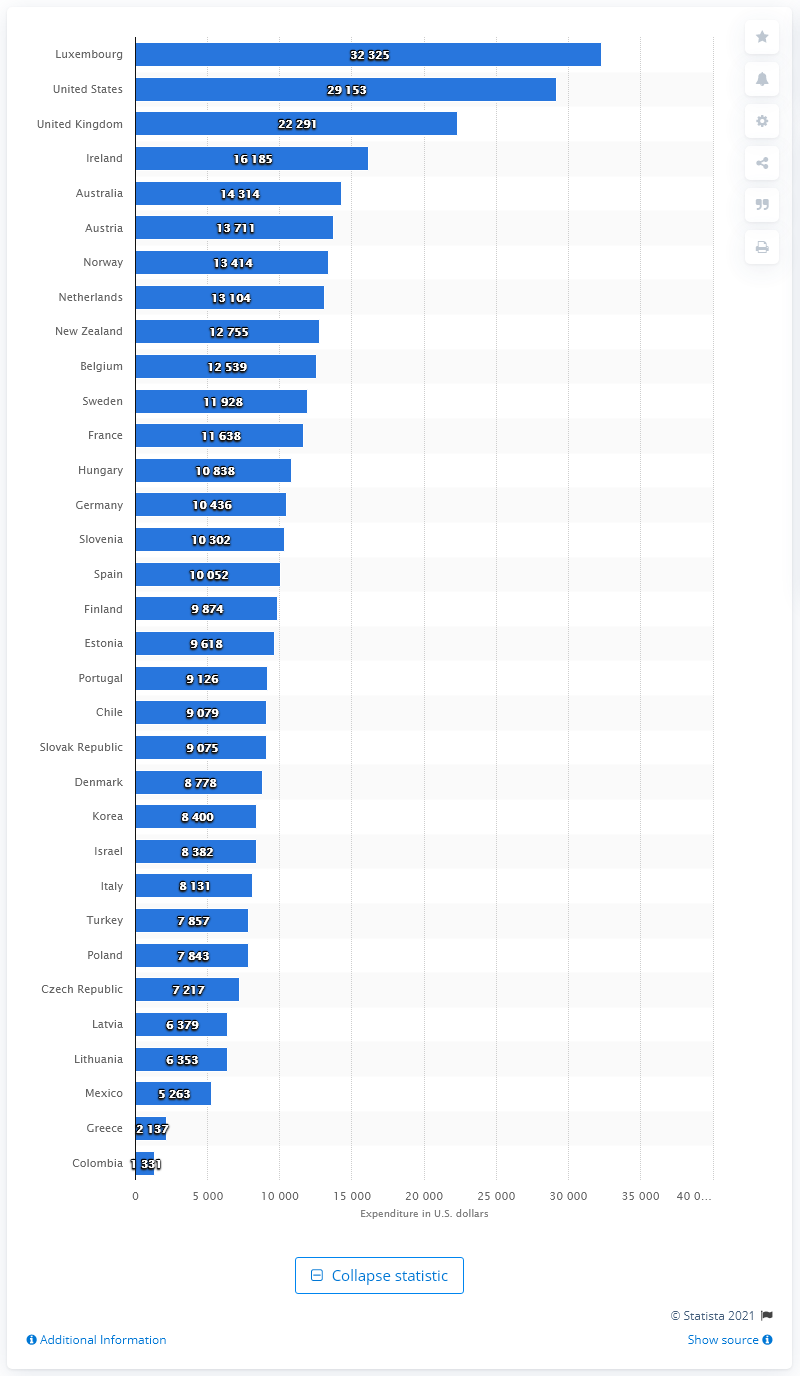 Luxembourg 32 325
United States 29 153
United Kingdom 22 291
Ireland 16 185
Australia 14 314
Austria 13 711
Norway 13 414
Netherlands 13 104
New Zealand 12 755
Belgium 12 539
Sweden 11 928
France 11 638
Hungary 10 838
Germany 10 436
Slovenia 10 302
Spain 10 052
Finland 9 874
Estonia 9 618
Portugal 9 126
Chile 9 079
Slovak Republic 9 075
Denmark 8 778
Korea 8 400
Israel 8 382
Italy 8 131
Turkey 7 857
Poland 7 843
Czech Republic 7 217
Latvia 6 379
Lithuania 6 353
Mexico 5 263
Greece 2 137
Colombia 1 331
0 5 000 10 000 15 000 20 000 25 000 30 000 35 000 40 0...
Expenditure in U.S. dollars
Collapse statistic
© Statista 2021
Additional Information Show source